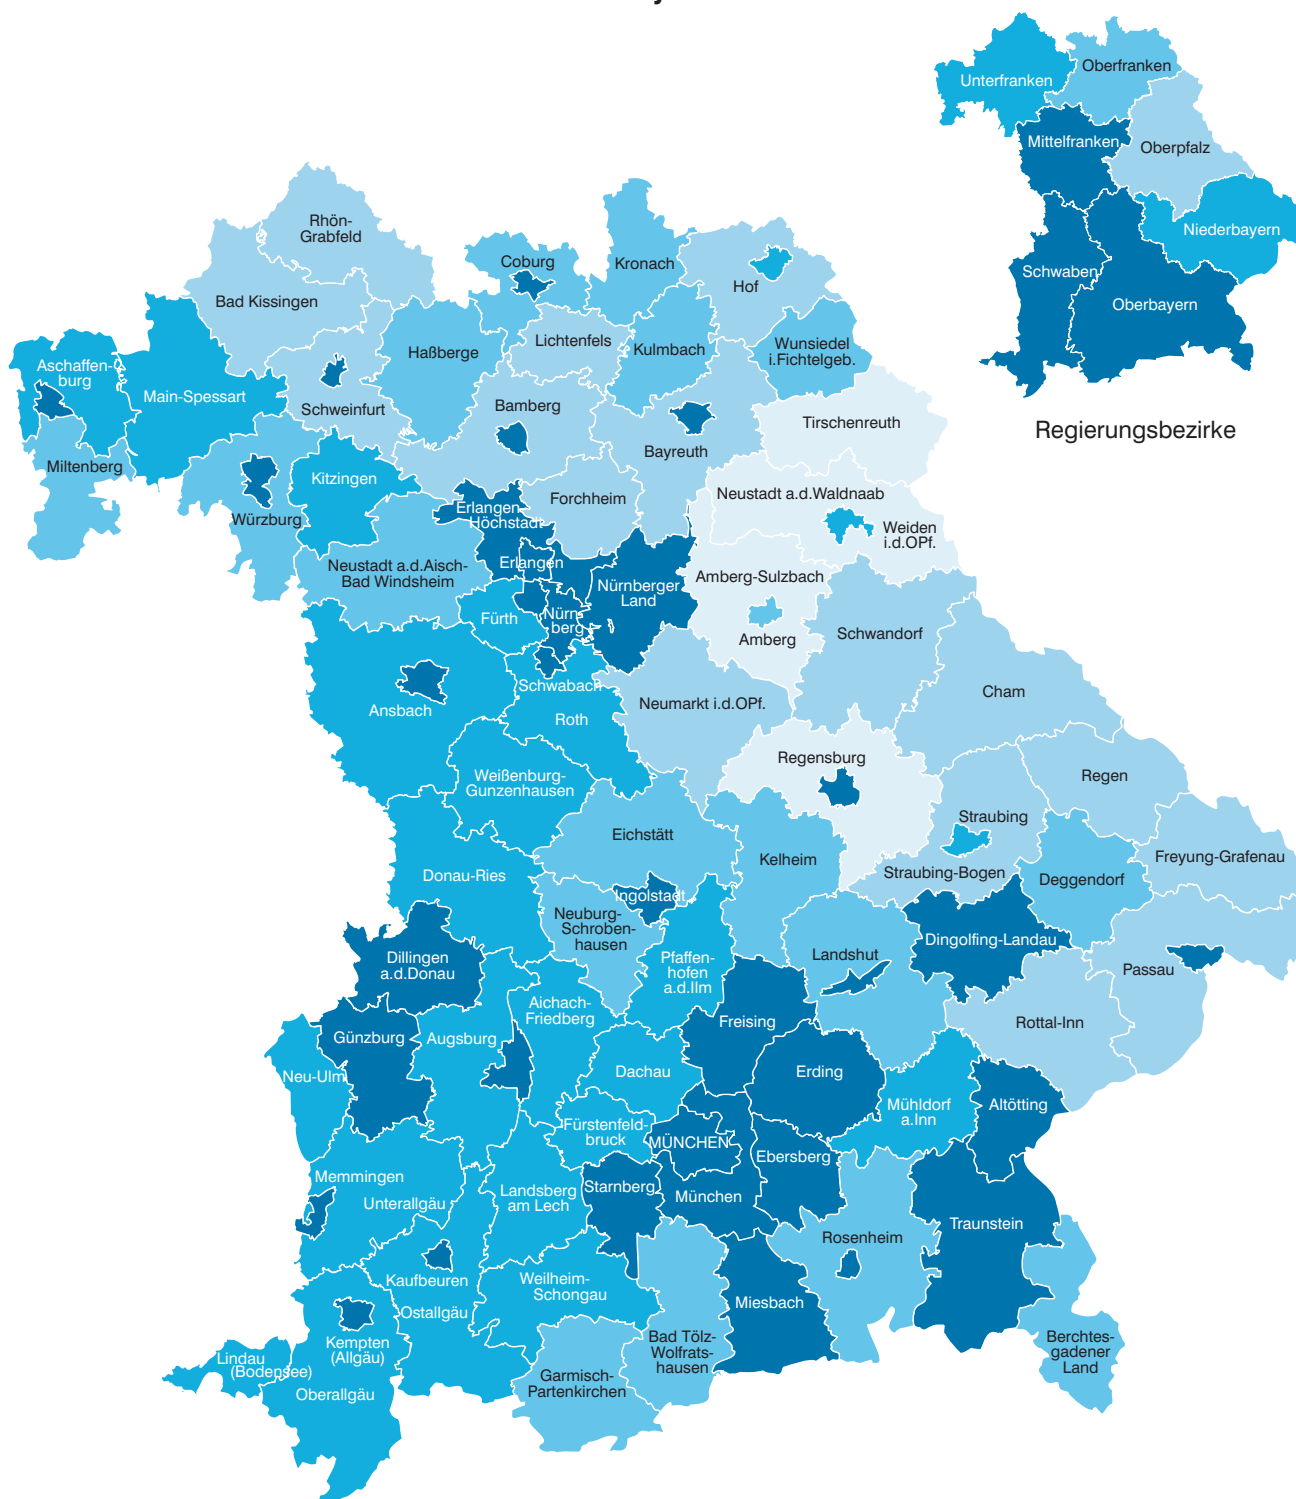 Unterfranken
Oberfranken
Mittelfranken
Oberpfalz
Niederbayern
Schwaben
Oberbayern
Regierungsbezirke
Rhön-
Grabfeld
Bad Kissingen
Coburg
Kronach
Hof
Lichtenfels
Kulmbach
Wunsiedel
i.Fichtelgeb.
Haßberge
Aschaffen-
burg
Main-Spessart
Schweinfurt
Bamberg
Bayreuth
Tirschenreuth
Miltenberg
Würzburg
Kitzingen
Forchheim
Neustadt a.d.Waldnaab
Weiden
i.d.OPf.
Erlangen-
Höchstadt
Erlangen
Neustadt a.d.Aisch-
Bad Windsheim
Nürnberger
Land
Amberg-Sulzbach
Amberg
Fürth
Nürn-
berg
Schwandorf
Schwabach
Roth
Ansbach
Neumarkt i.d.OPf.
Cham
Regensburg
Weißenburg-
Gunzenhausen
Regen
Eichstätt
Kelheim
Straubing
Straubing-Bogen
Freyung-Grafenau
Deggendorf
Donau-Ries
Ingolstadt
Neuburg-
Schroben-
hausen
Dillingen
a.d.Donau
Pfaffen-
hofen
a.d.Ilm
Landshut
Dingolfing-Landau
Passau
Aichach-
Friedberg
Freising
Rottal-Inn
Günzburg
Augsburg
Neu-Ulm
Dachau
Erding
Mühldorf
a.Inn
Altötting
Fürstenfeld-
bruck
MÜNCHEN
Ebersberg
Memmingen
Unterallgäu
Landsberg
am Lech
Starnberg
München
Traunstein
Rosenheim
Kaufbeuren
Ostallgäu
Weilheim-
Schongau
Miesbach
Kempten
(Allgäu)
Lindau
(Bodensee)
Oberallgäu
Bad Tölz-
Wolfrats-
hausen
Garmisch-
Partenkirchen
Berchtes-
gadener
Land